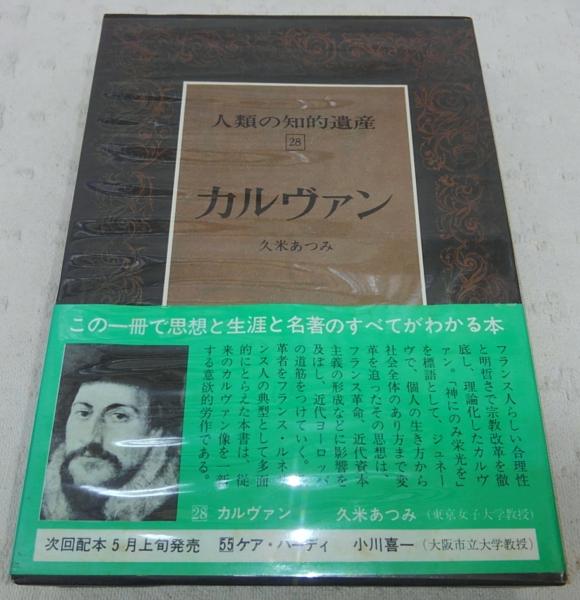 人類の知的遺産
28
カルヴァン
久米あつみ
この一冊で思想と生涯と名著のすべてがわかる本
フランス人らしい合理性
と明晳さで宗教改革を徹
底し、理論化したカルヴ
ァン。「神にのみ栄光を」
を標語として、ジュネー
ヴで、個人の生き方から
社会全体のあり方まで変
革を迫ったその思想は、
フランス革命、近代資本
主義の形成などに影響を
及ぼし、近代ヨーロッパ
の道筋をつけていく。
革者をフランス・ルネ
ンス人の典型として多面
的にとらえた本書は、従
来のカルヴァン像を一新
する意欲的労作である。
28 カルヴァン 久米あつみ(東京女子大学教授)
次回配本5月上旬発売 55ケア・ハーディ 小川喜一(大阪市立大学教授)